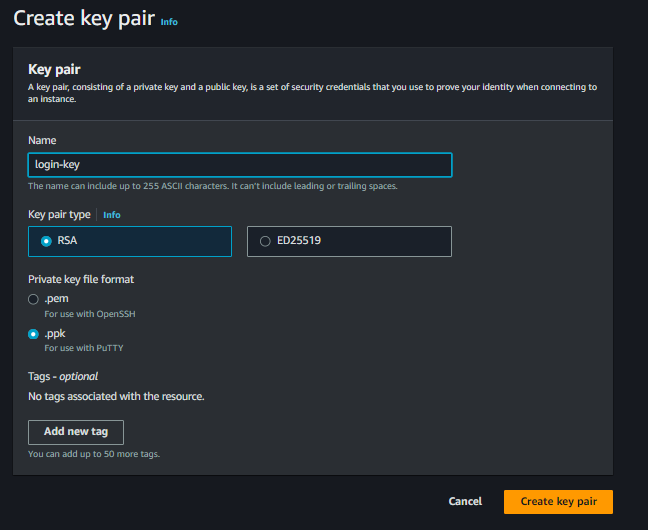 Create key pair Info
Key pair
A key pair, consisting of a private key and a public key, is a set of security credentials that you use to prove your identity when connecting to
an instance.
Name
login-key
The name can include up to 255 ASCII characters. It can't include leading or trailing spaces.
Key pair type Info
RSA ED25519
Private key file format
.pem
For use with OpenSSH
.ppk
For use with PuTTY
Tags - optional
No tags associated with the resource.
Add new tag
You can add up to 50 more tags.
Cancel Create key pair